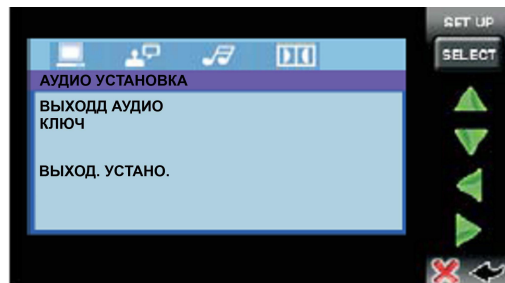 SET UP
SELECT
АУДИО УСТАНОВКА
ВЫХОДД АУДИО
КЛЮЧ
ВЫХОД. УСТАНО.